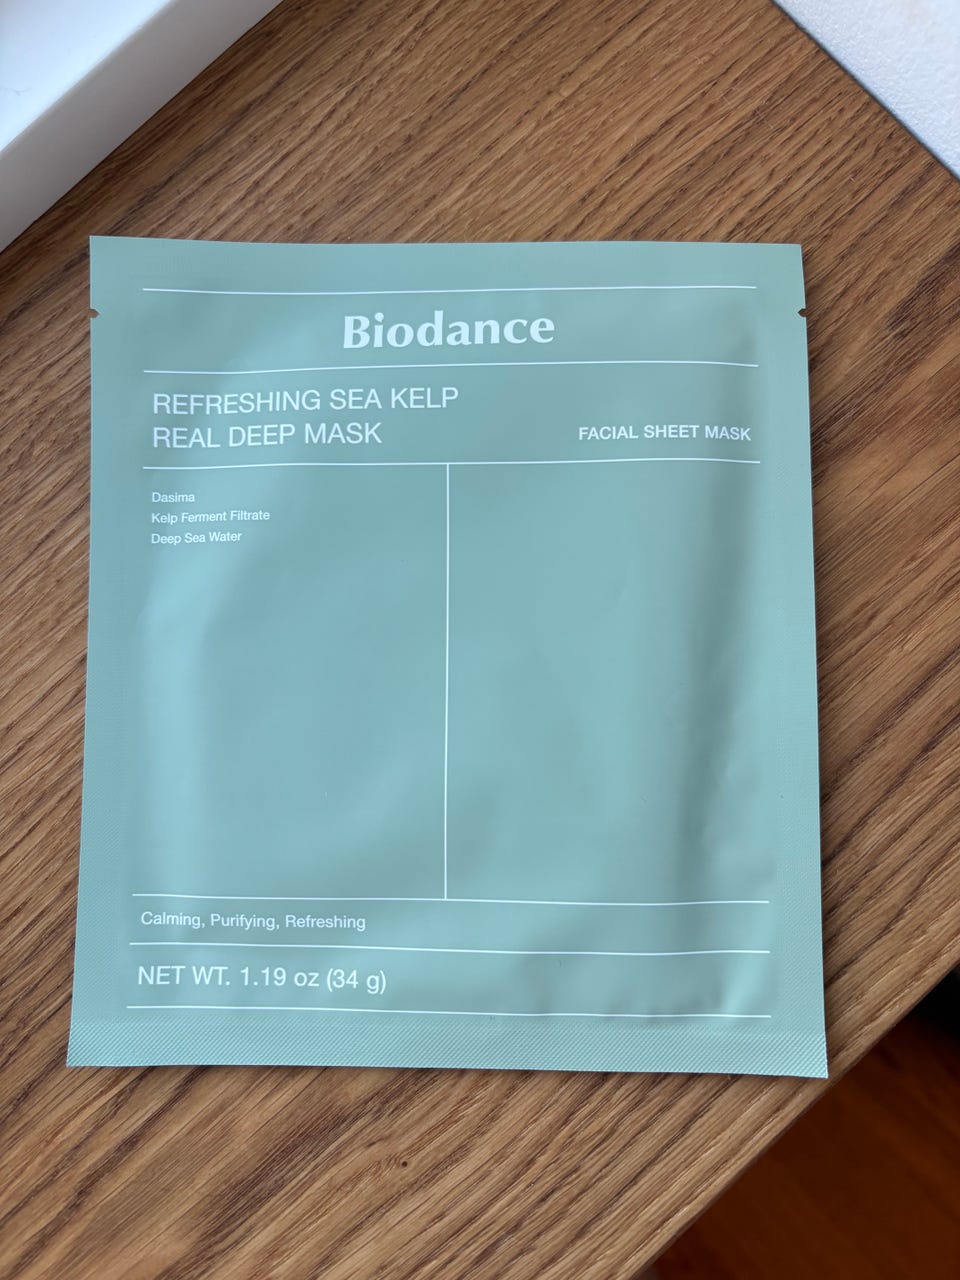 Biodance
REFRESHING SEA KELP
REAL DEEP MASK
FACIAL SHEET MASK
Dasima
Kelp Ferment Filtrate
Deep Sea Water
Calming, Purifying, Refreshing
NET WT. 1.19 oz (34 g)